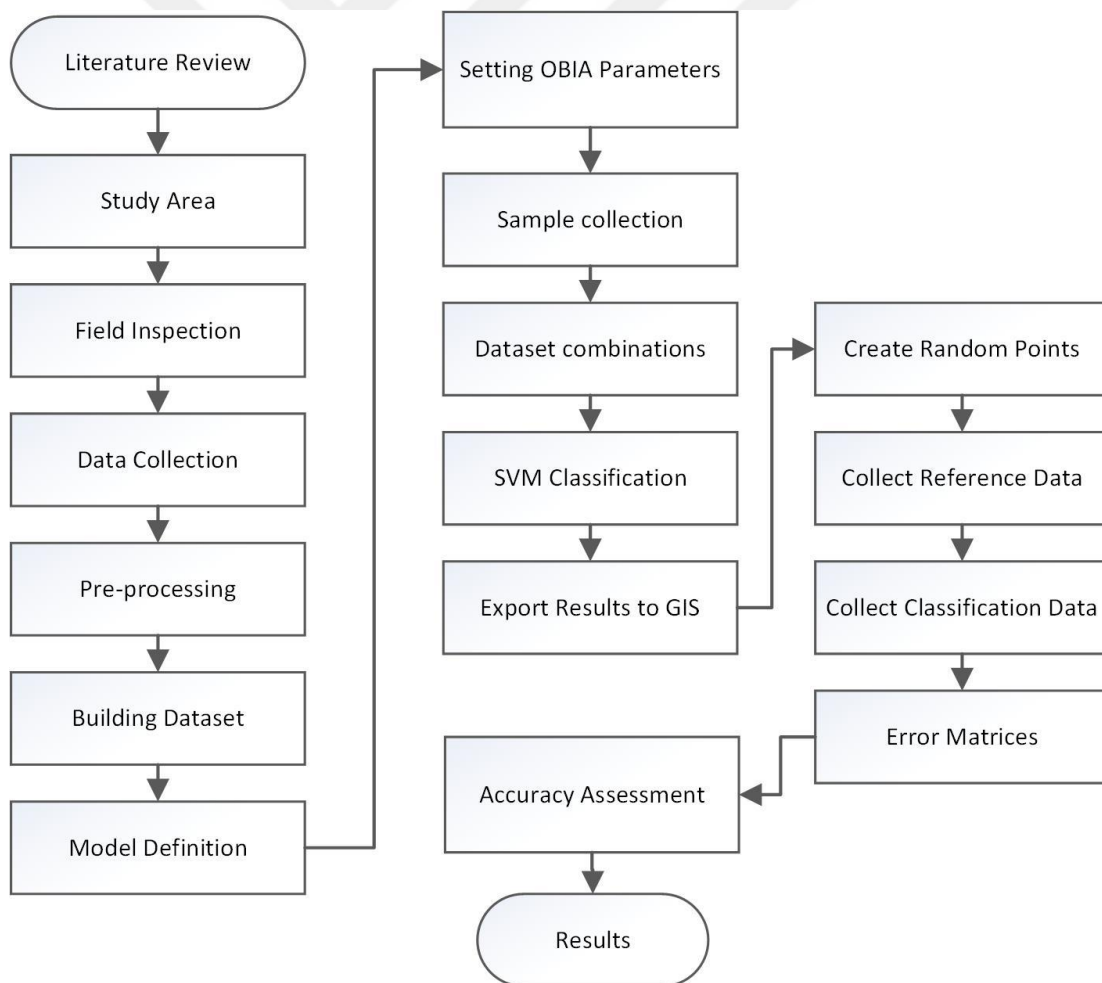 Literature Review
Study Area
Field Inspection
Data Collection
Pre-processing
Building Dataset
Model Definition
Setting OBIA Parameters
Sample collection
Dataset combinations
SVM Classification
Export Results to GIS
Create Random Points
Collect Reference Data
Collect Classification Data
Error Matrices
Accuracy Assessment
Results